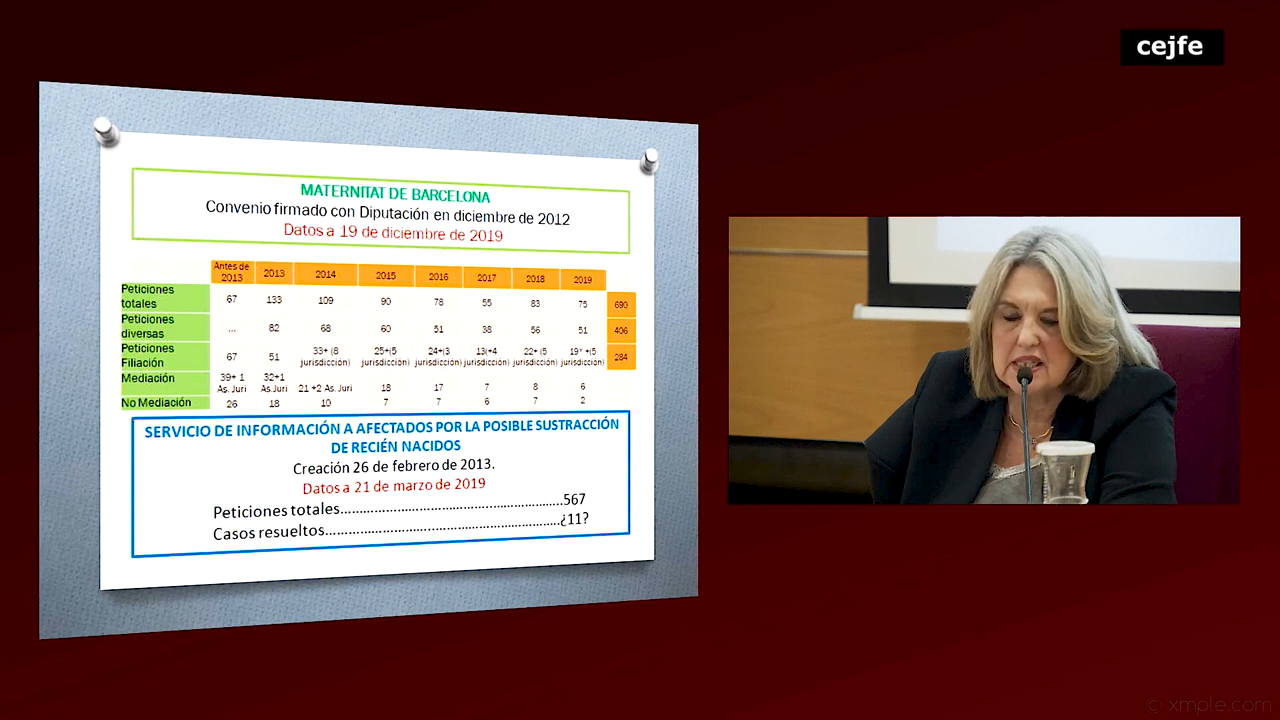 cejfe
MATERNITAT DE BARCELONA
Convenio firmado con Diputación en diciembre de 2012
Datos a 19 de diciembre de 2019
Antes de 2013 2013 2014 2015 2016 2017 2018 2019
Peticiones totales 67 133 109 90 78 55 83 75 690
Peticiones diversas ... 82 68 60 51 38 56 51 406
Peticiones Filiación 67 51 33+ (8 jurisdicción) 25+(5 jurisdicción) 24+(3 jurisdicción) 13(+4 jurisdicción) 22+ (5 jurisdicción) 19* +(5 jurisdicción) 284
Mediación 39+ 1 As. Juri 32+1 As.Juri 21 +2 As. Juri 18 17 7 8 6
No Mediación 26 18 10 7 7 6 7 2
SERVICIO DE INFORMACIÓN A AFECTADOS POR LA POSIBLE SUSTRACCIÓN
DE RECIÉN NACIDOS
Creación 26 de febrero de 2013.
Datos a 21 de marzo de 2019
Peticiones totales.......................................................567
Casos resueltos..........................................................¿11?
© xmple.com